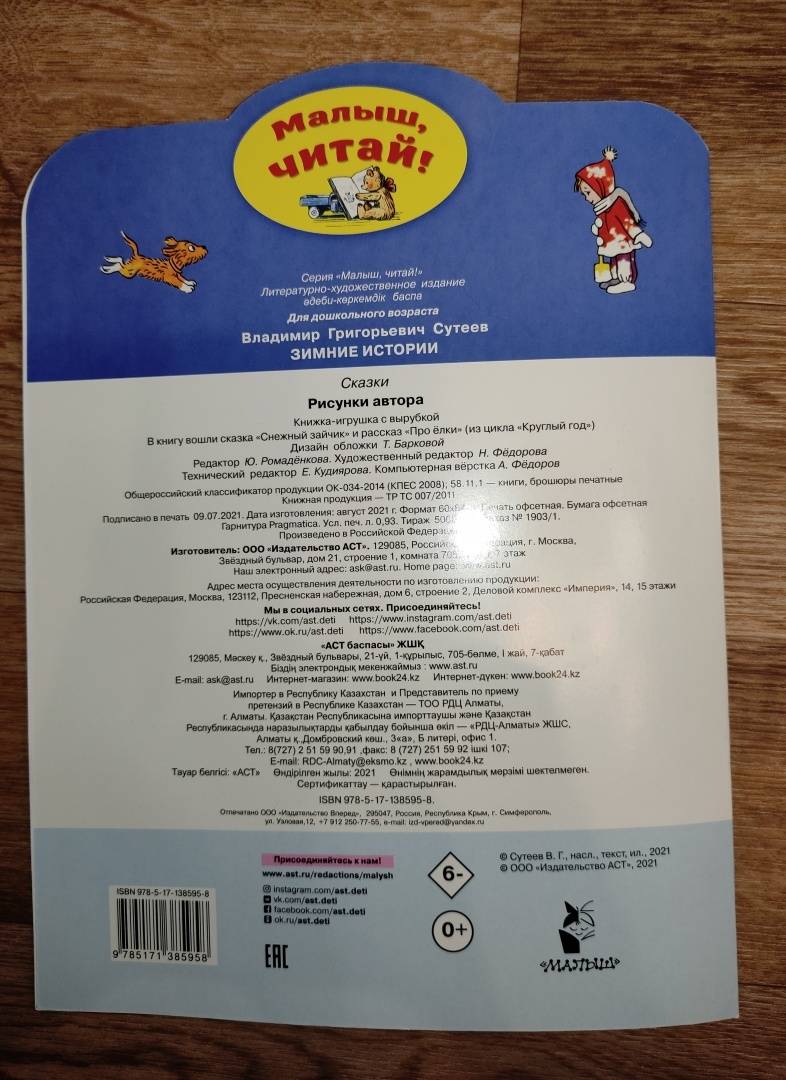 Малыш,
читай!
Серия «Малыш, читай!»
Литературно-художественное издание
әдеби-көркемдік баспа
Для дошкольного возраста
Владимир Григорьевич Сутеев
ЗИМНИЕ ИСТОРИИ
Сказки
Рисунки автора
Книжка-игрушка с вырубкой
В книгу вошли сказка «Снежный зайчик» и рассказ «Про ёлки» (из цикла «Круглый год»)
Дизайн обложки Т. Барковой
Редактор Ю. Ромадёнкова. Художественный редактор Н. Фёдорова
Технический редактор Е. Кудиярова. Компьютерная вёрстка А. Фёдоров
Общероссийский классификатор продукции ОК-034-2014 (КПЕС 2008); 58.11.1 — книги, брошюры печатные
Книжная продукция — ТР ТС 007/2011
Подписано в печать 09.07.2021. Дата изготовления: август 2021 г. Формат Печать офсетная. Бумага офсетная
Гарнитура Pragmatica. Усл. печ. л. 0,93. Тираж № 1903/1.
Произведено в Российской
Изготовитель: ООО «Издательство АСТ». 129085, г. Москва,
Звёздный бульвар, дом 21, строение 1, комната этаж
Наш электронный адрес: ask@ast.ru. Home page:
Адрес места осуществления деятельности по изготовлению продукции:
Российская Федерация, Москва, 123112, Пресненская набережная, дом 6, строение 2, Деловой комплекс «Империя», 14, 15 этажи
Мы в социальных сетях. Присоединяйтесь!
https://vk.com/ast.deti https://www.instagram.com/ast.deti
https://www.ok.ru/ast.deti https://www.facebook.com/ast.deti
«АСТ баспасы» ЖШҚ
129085, Мәскеу қ., Звёздный бульвары, 21-үй, 1-құрылыс, 705-бөлме, I жай, 7-қабат
Біздің электрондық мекенжаймыз : www.ast.ru
E-mail: ask@ast.ru Интернет-магазин: www.book24.kz Интернет-дүкен: www.book24.kz
Импортер в Республику Казахстан и Представитель по приему
претензий в Республике Казахстан — ТОО РДЦ Алматы,
г. Алматы. Қазақстан Республикасына импорттаушы және Қазақстан
Республикасында наразылықтарды қабылдау бойынша өкіл — «РДЦ-Алматы» ЖШС,
Алматы қ.,Домбровский көш., 3«а», Б литері, офис 1.
Тел.: 8(727) 2 51 59 90,91 ,факс: 8 (727) 251 59 92 ішкі 107;
E-mail: RDC-Almaty@eksmo.kz , www.book24.kz
Тауар белгісі: «АСТ» Өндірілген жылы: 2021 Өнімнің жарамдылық мерзімі шектелмеген.
Сертификаттау — қарастырылған.
ISBN 978-5-17-138595-8.
Отпечатано ООО «Издательство Вперед», 295047, Россия, Республика Крым, г. Симферополь,
ул. Узловая,12, +7 912 250-77-55, e-mail: izd-vpered@yandex.ru
Присоединяйтесь к нам!
www.ast.ru/redactions/malysh
instagram.com/ast.deti
vk.com/ast.deti
facebook.com/ast.deti
ok.ru/ast.deti
EAC
6-
0+
© Сутеев В. Г., насл., текст, ил., 2021
© ООО «Издательство АСТ», 2021
«МАЛЫШ»
ISBN 978-5-17-138595-8
9 785171 385958